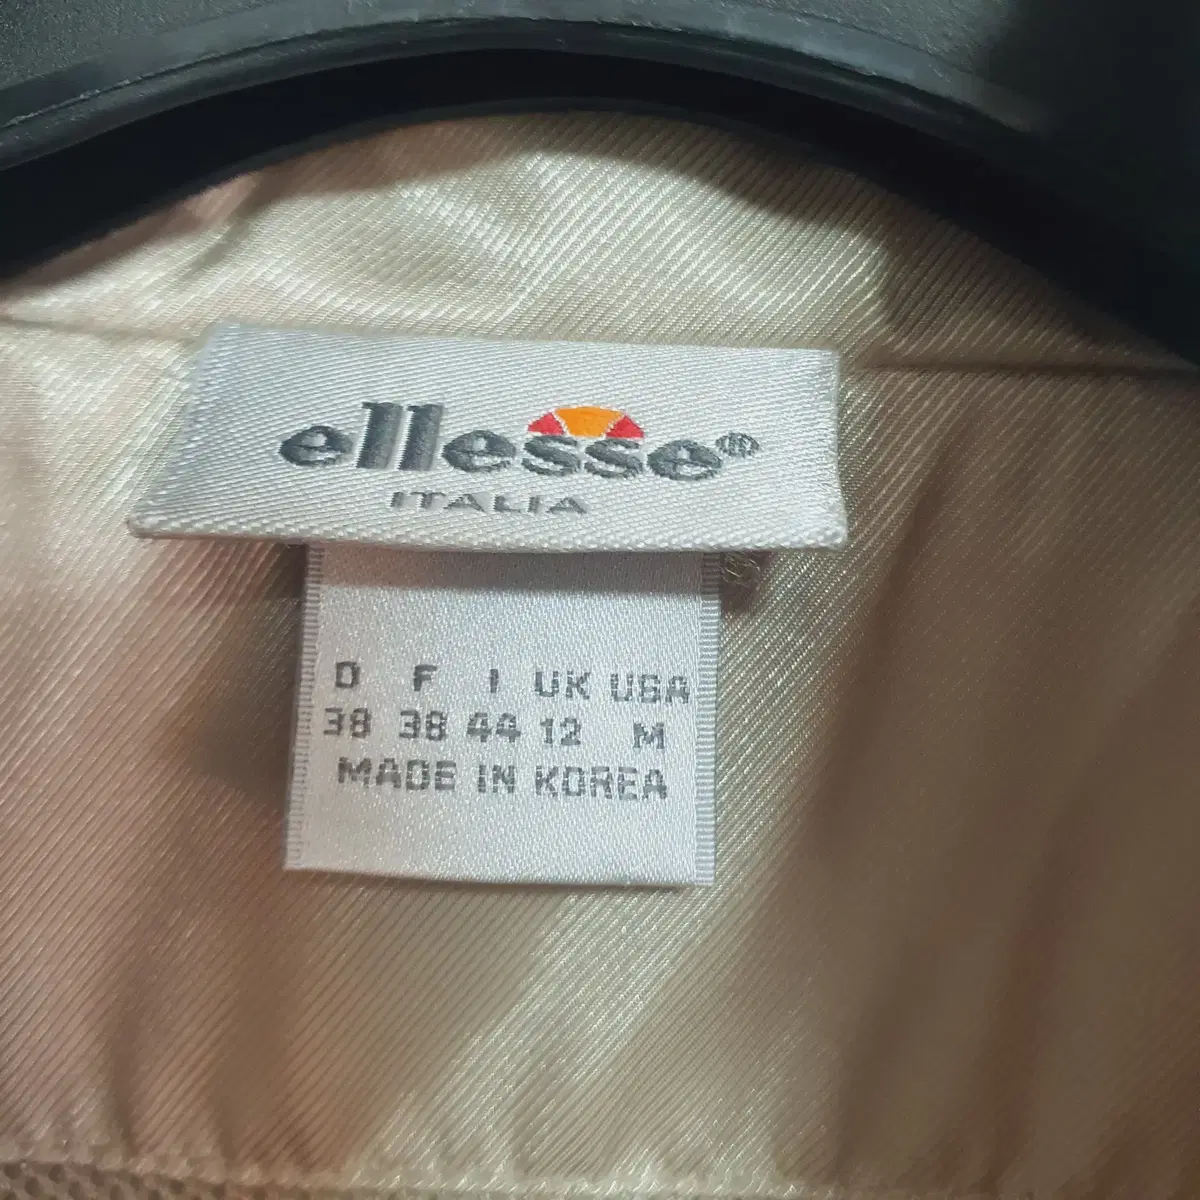 ellesse®
ITALIA
D F I UK USA
38 38 44 12 M
MADE IN KOREA